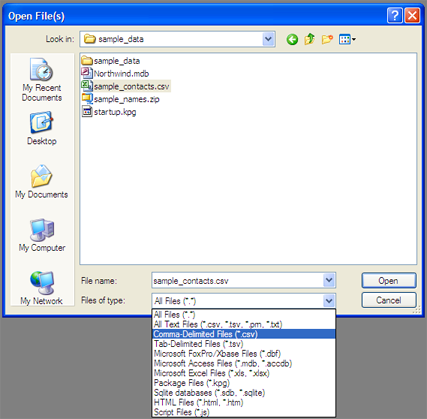 Open File(s)
Look in: sample_data
sample_data
Northwind.mdb
sample_contacts.csv
sample_names.zip
startup.kpg
My Recent
Documents
Desktop
My Documents
My Computer
My Network
File name: sample_contacts.csv Open
Files of type: All Files (*.*) Cancel
All Files (*.*)
All Text Files (*.csv, *.tsv, *.prn, *.txt)
Comma-Delimited Files (*.csv)
Tab-Delimited Files (*.tsv)
Microsoft FoxPro/Xbase Files (*.dbf)
Microsoft Access Files (*.mdb, *.accdb)
Microsoft Excel Files (*.xls, *.xlsx)
Package Files (*.kpg)
Sqlite databases (*.sdb, *.sqlite)
HTML Files (*.html, *.htm)
Script Files (*.js)